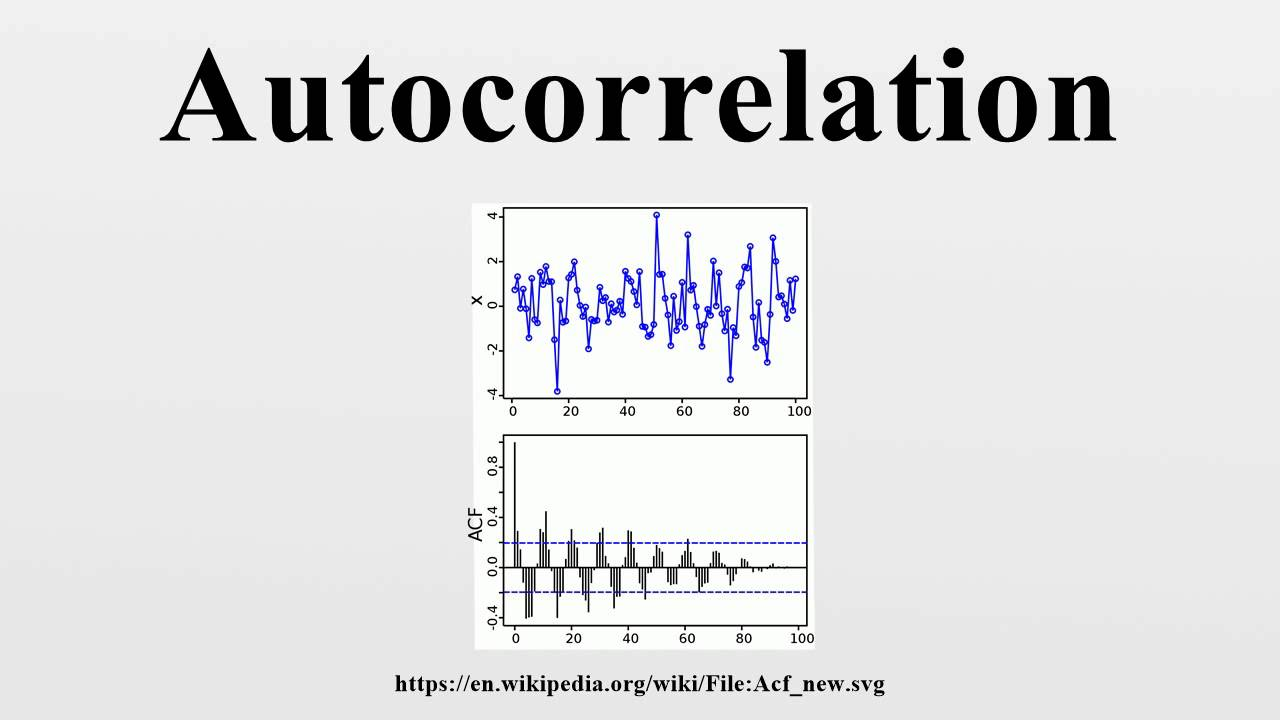 Autocorrelation
4
2
x
0
-2
-4
0 20 40 60 80 100
0.8
0.4
ACF
0.0
-0.4
0 20 40 60 80 100
https://en.wikipedia.org/wiki/File:Acf_new.svg